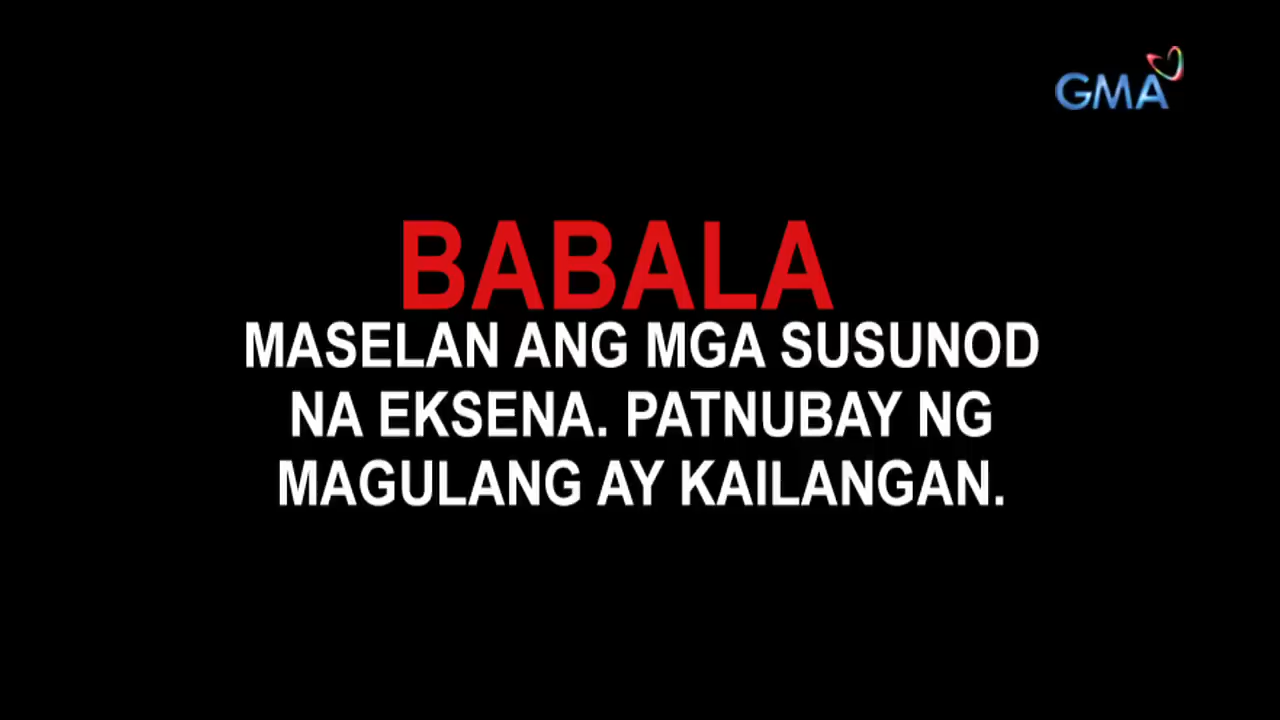 GMA
BABALA
MASELAN ANG MGA SUSUNOD
NA EKSENA. PATNUBAY NG
MAGULANG AY KAILANGAN.